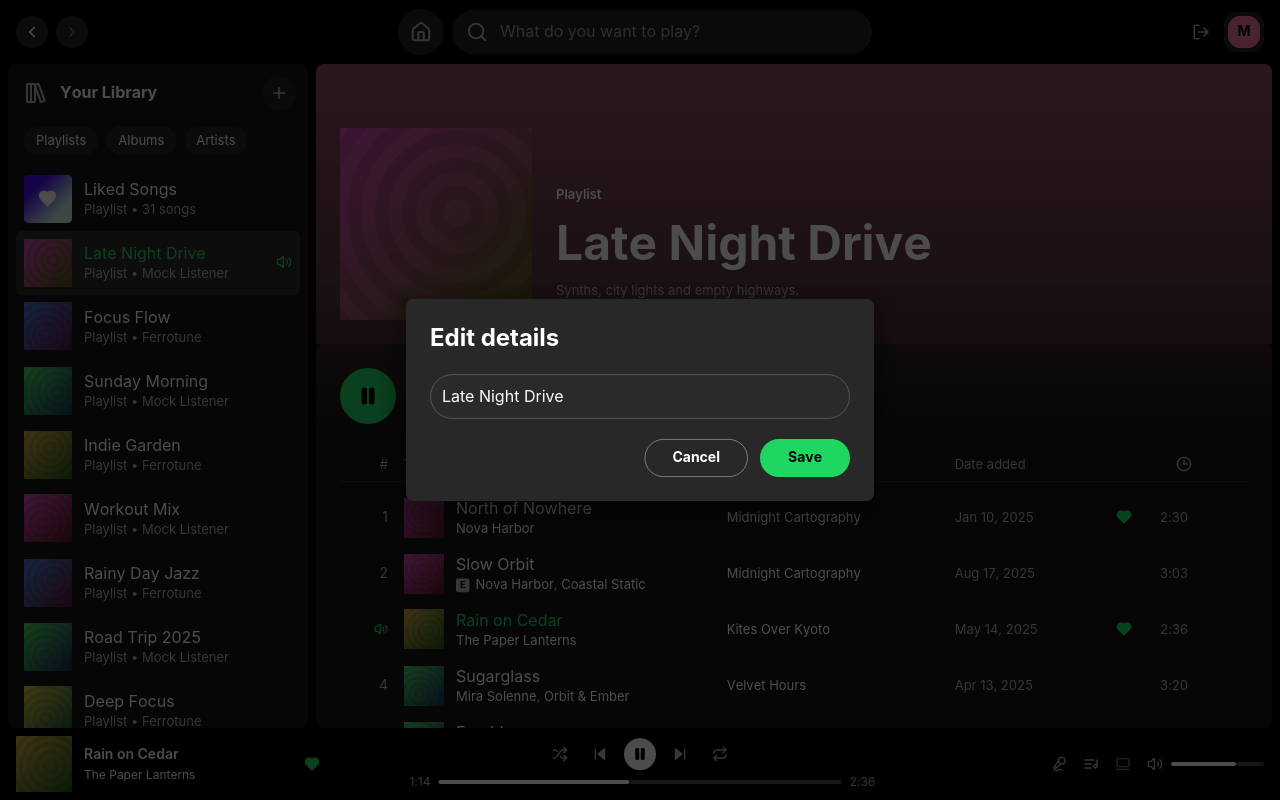 What do you want to play?
M
Your Library
Playlists
Albums
Artists
Liked Songs
Playlist • 31 songs
Late Night Drive
Playlist • Mock Listener
Focus Flow
Playlist • Ferrotune
Sunday Morning
Playlist • Mock Listener
Indie Garden
Playlist • Ferrotune
Workout Mix
Playlist • Mock Listener
Rainy Day Jazz
Playlist • Ferrotune
Road Trip 2025
Playlist • Mock Listener
Deep Focus
Playlist • Ferrotune
Playlist
Late Night Drive
Synths, city lights and empty highways.
Edit details
Late Night Drive
Cancel
Save
# Date added
1 North of Nowhere Midnight Cartography Jan 10, 2025 2:30
Nova Harbor
2 Slow Orbit Midnight Cartography Aug 17, 2025 3:03
E Nova Harbor, Coastal Static
Rain on Cedar Kites Over Kyoto May 14, 2025 2:36
The Paper Lanterns
4 Sugarglass Velvet Hours Apr 13, 2025 3:20
Mira Solenne, Orbit & Ember
Rain on Cedar
The Paper Lanterns
1:14
2:36